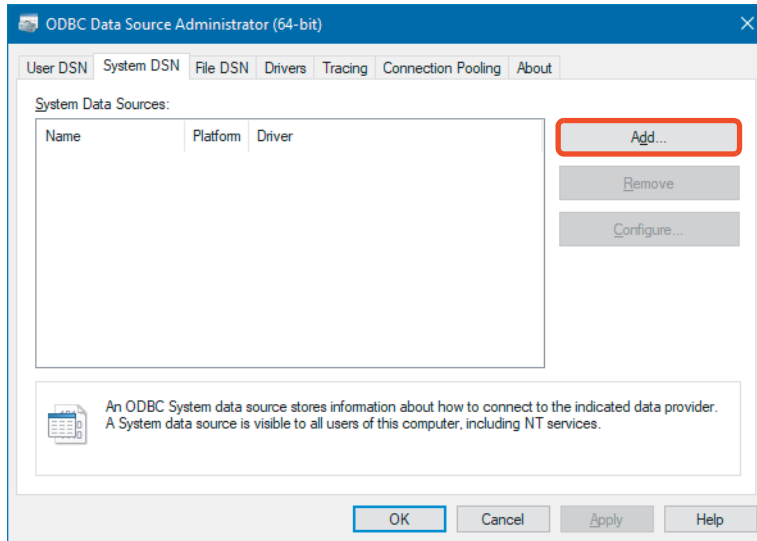 ODBC Data Source Administrator (64-bit)
User DSN System DSN File DSN Drivers Tracing Connection Pooling About
System Data Sources:
Name Platform Driver
Add...
Remove
Configure...
An ODBC System data source stores information about how to connect to the indicated data provider.
A System data source is visible to all users of this computer, including NT services.
OK Cancel Apply Help